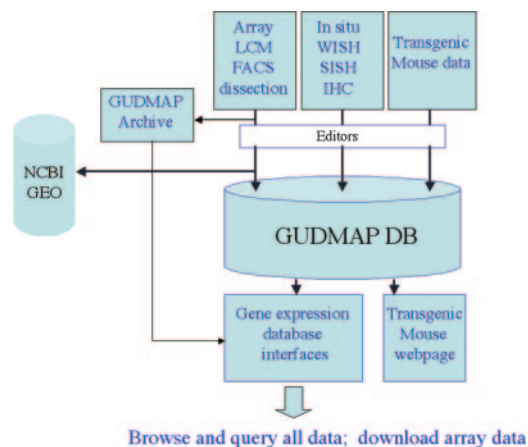 Array
LCM
FACS
dissection
In situ
WISH
SISH
IHC
Transgenic
Mouse data
GUDMAP
Archive
Editors
NCBI
GEO
GUDMAP DB
Gene expression
database
interfaces
Transgenic
Mouse
webpage
Browse and query all data; download array data